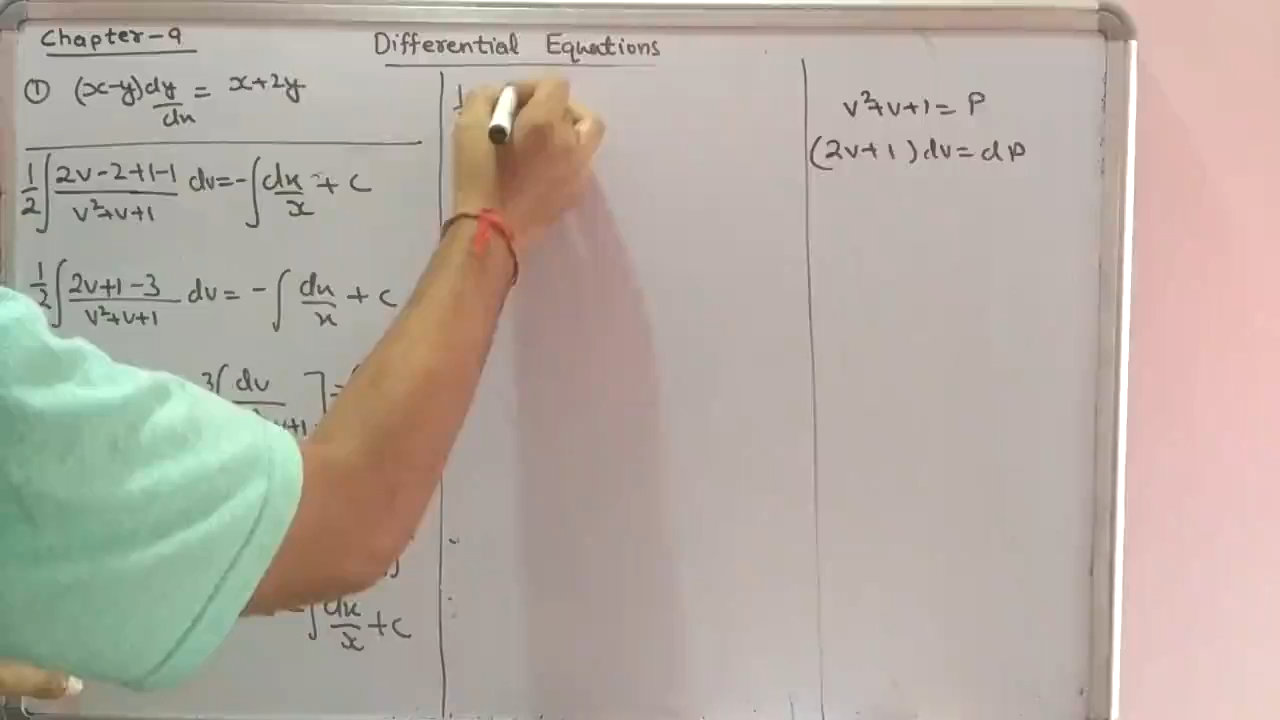 Chapter-9
Differential Equations
① (x-y)dy/dx = x+2y
1/2 ∫ 2v-2+1-1/v²+v+1 dv = -∫ dx/x + C
1/2 ∫ 2v+1-3/v²+v+1 dv = -∫ dx/x + C
3∫ dv
∫ dx/x + C
v²+v+1 = P
(2v+1)dv = dP